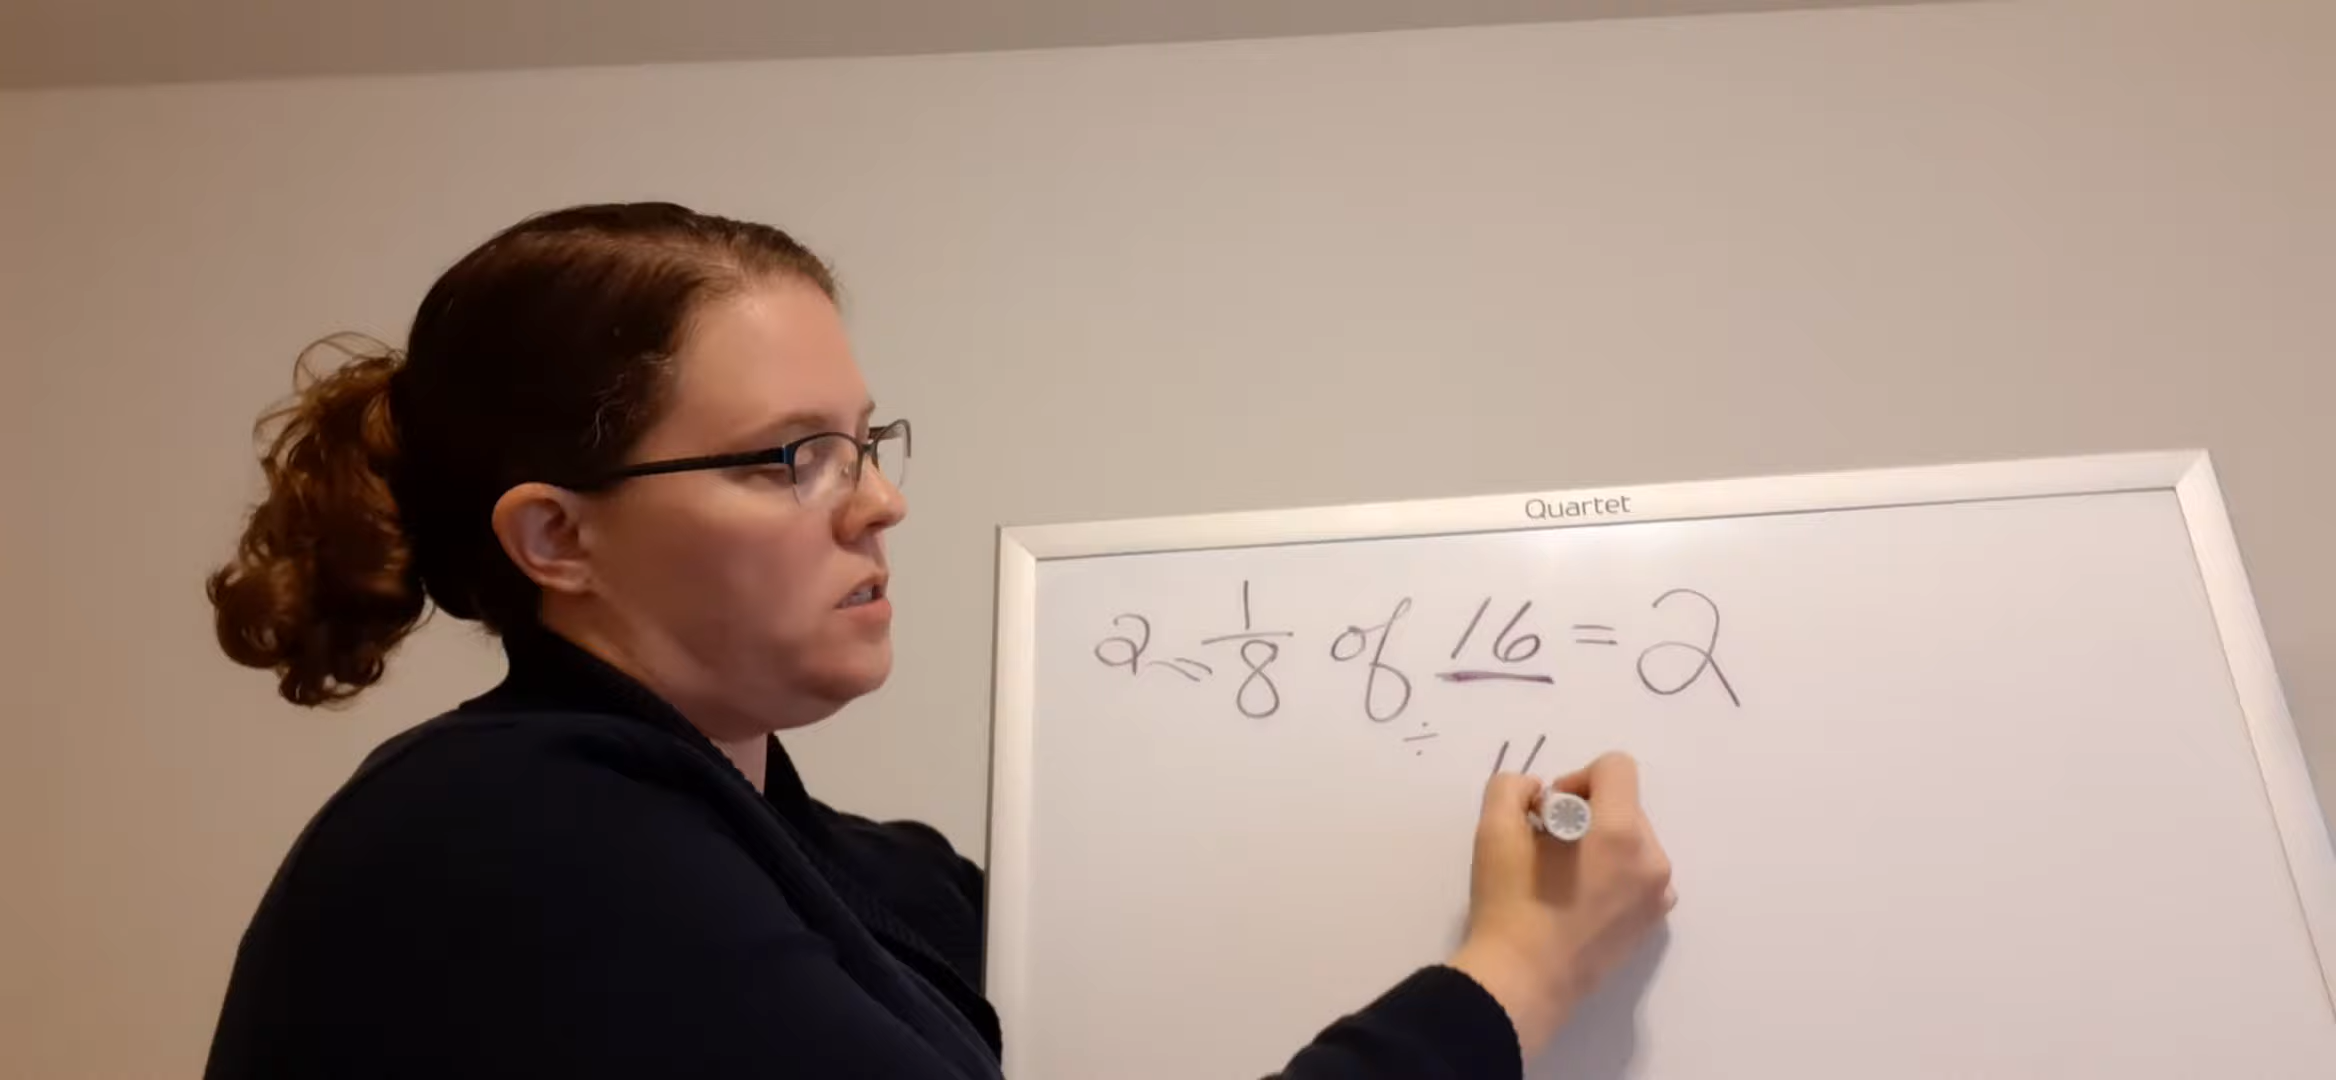 Quartet
2 = 1/8 of 16 = 2
÷